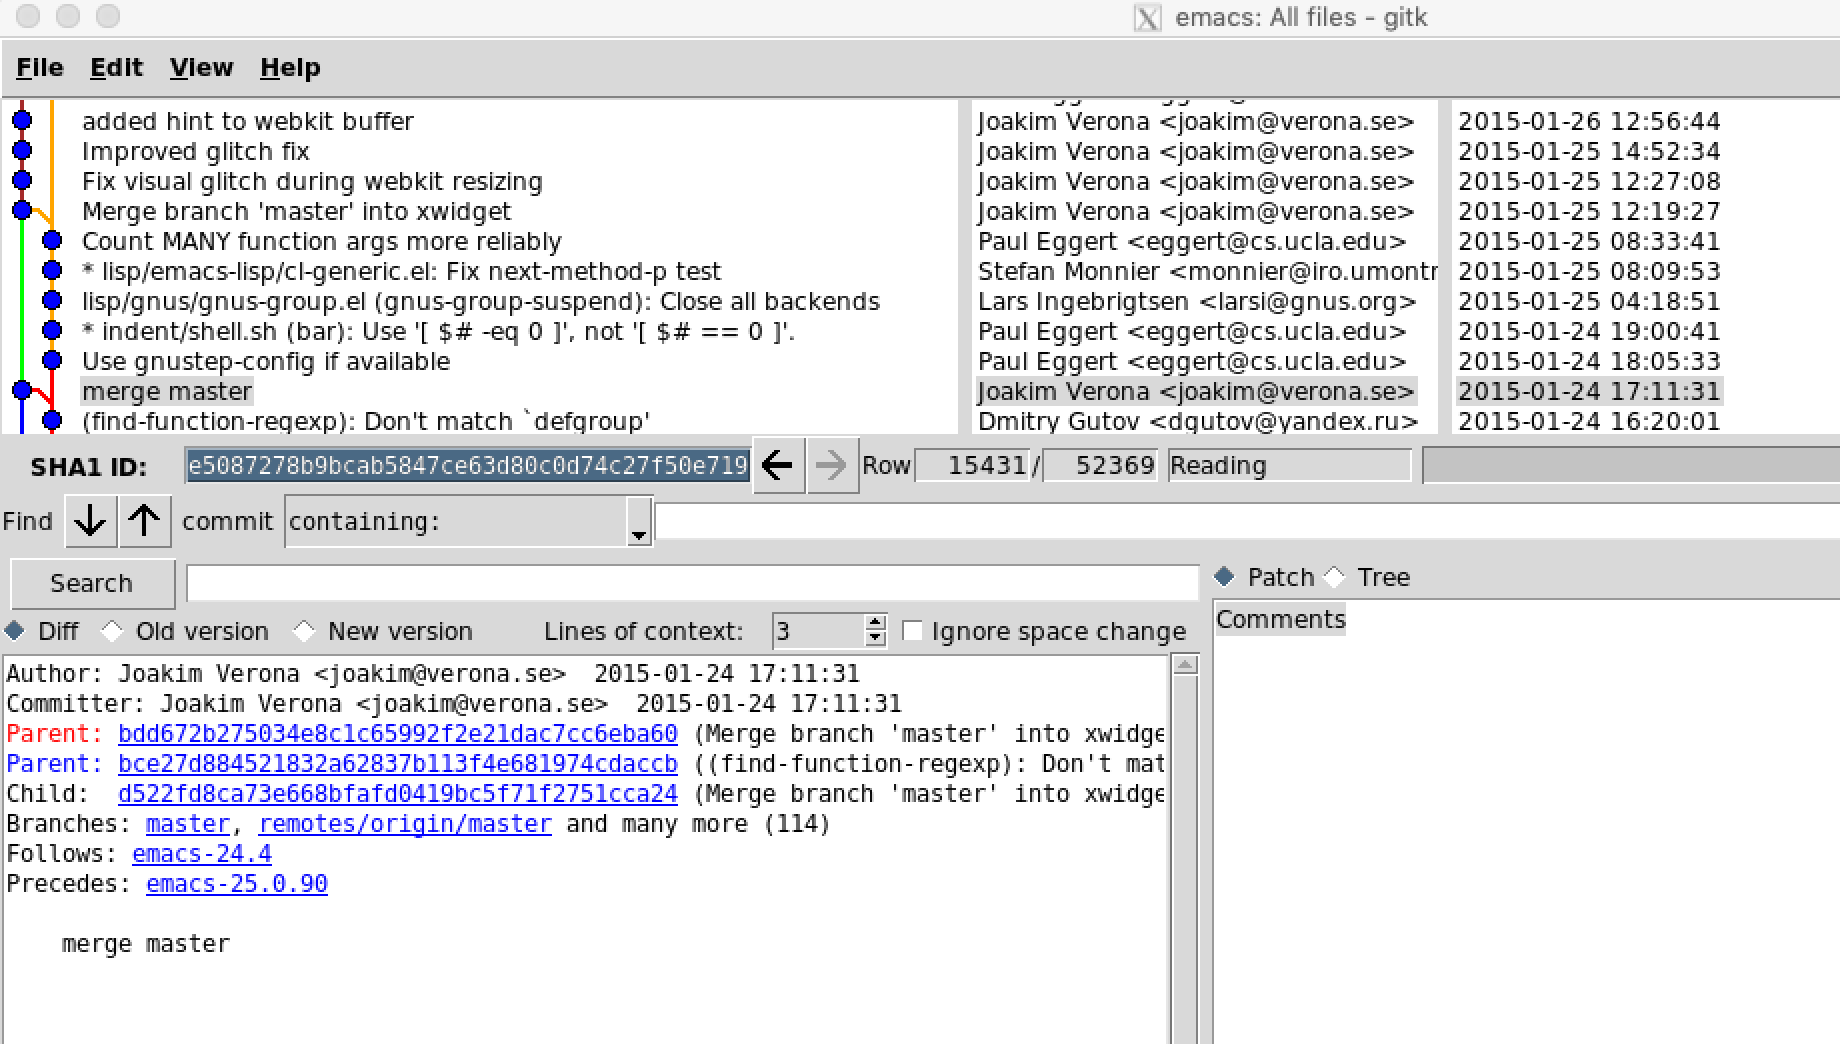 emacs: All files - gitk
File Edit View Help
added hint to webkit buffer Joakim Verona <joakim@verona.se> 2015-01-26 12:56:44
Improved glitch fix Joakim Verona <joakim@verona.se> 2015-01-25 14:52:34
Fix visual glitch during webkit resizing Joakim Verona <joakim@verona.se> 2015-01-25 12:27:08
Merge branch 'master' into xwidget Joakim Verona <joakim@verona.se> 2015-01-25 12:19:27
Count MANY function args more reliably Paul Eggert <eggert@cs.ucla.edu> 2015-01-25 08:33:41
* lisp/emacs-lisp/cl-generic.el: Fix next-method-p test Stefan Monnier <monnier@iro.umontr 2015-01-25 08:09:53
lisp/gnus/gnus-group.el (gnus-group-suspend): Close all backends Lars Ingebrigtsen <larsi@gnus.org> 2015-01-25 04:18:51
* indent/shell.sh (bar): Use '[ $# -eq 0 ]', not '[ $# == 0 ]'. Paul Eggert <eggert@cs.ucla.edu> 2015-01-24 19:00:41
Use gnustep-config if available Paul Eggert <eggert@cs.ucla.edu> 2015-01-24 18:05:33
merge master Joakim Verona <joakim@verona.se> 2015-01-24 17:11:31
(find-function-regexp): Don't match `defgroup' Dmitry Gutov <dgutov@yandex.ru> 2015-01-24 16:20:01
SHA1 ID: e5087278b9bcab5847ce63d80c0d74c27f50e719 Row 15431 / 52369 Reading
Find commit containing:
Search
Patch Tree
Diff Old version New version Lines of context: 3 Ignore space change
Comments
Author: Joakim Verona <joakim@verona.se> 2015-01-24 17:11:31
Committer: Joakim Verona <joakim@verona.se> 2015-01-24 17:11:31
Parent: bdd672b275034e8c1c65992f2e21dac7cc6eba60 (Merge branch 'master' into xwidge
Parent: bce27d884521832a62837b113f4e681974cdaccb ((find-function-regexp): Don't mat
Child: d522fd8ca73e668bfafd0419bc5f71f2751cca24 (Merge branch 'master' into xwidge
Branches: master, remotes/origin/master and many more (114)
Follows: emacs-24.4
Precedes: emacs-25.0.90
merge master